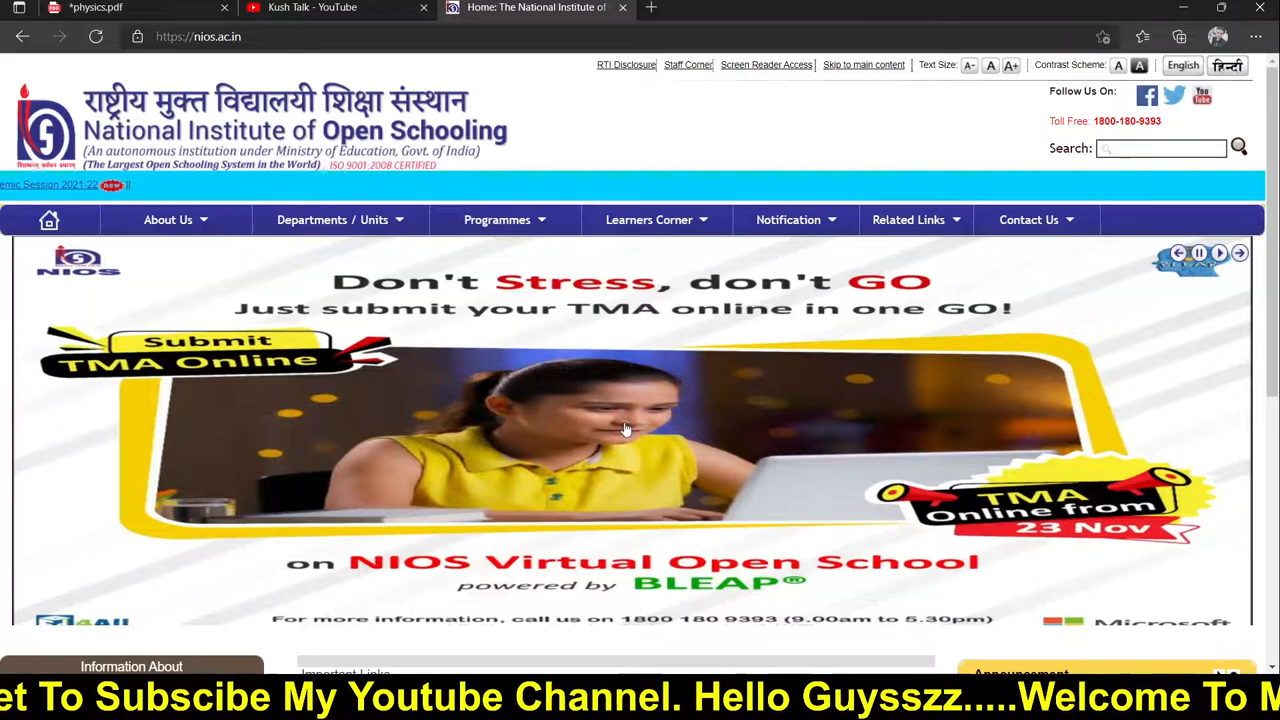 *physics.pdf
Kush Talk - YouTube
Home: The National Institute of
https://nios.ac.in
RTI Disclosure
Staff Corner
Screen Reader Access
Skip to main content
Text Size: A- A A+
Contrast Scheme: A A
English
हिन्दी
राष्ट्रीय मुक्त विद्यालयी शिक्षा संस्थान
National Institute of Open Schooling
(An autonomous institution under Ministry of Education, Govt. of India)
(The Largest Open Schooling System in the World) ISO 9001:2008 CERTIFIED
Follow Us On:
You Tube
Toll Free: 1800-180-9393
Search:
emic Session 2021-22 new ||
About Us
Departments / Units
Programmes
Learners Corner
Notification
Related Links
Contact Us
NIOS
Don't Stress, don't GO
Just submit your TMA online in one GO!
Submit
TMA Online
TMA
Online from
23 Nov
on NIOS Virtual Open School
powered by BLEAP®
For more information, call us on 1800 180 9393 (9.00am to 5.30pm)
Microsoft
Information About
Important Links
Announcement
et To Subscibe My Youtube Channel. Hello Guysszz.....Welcome To M